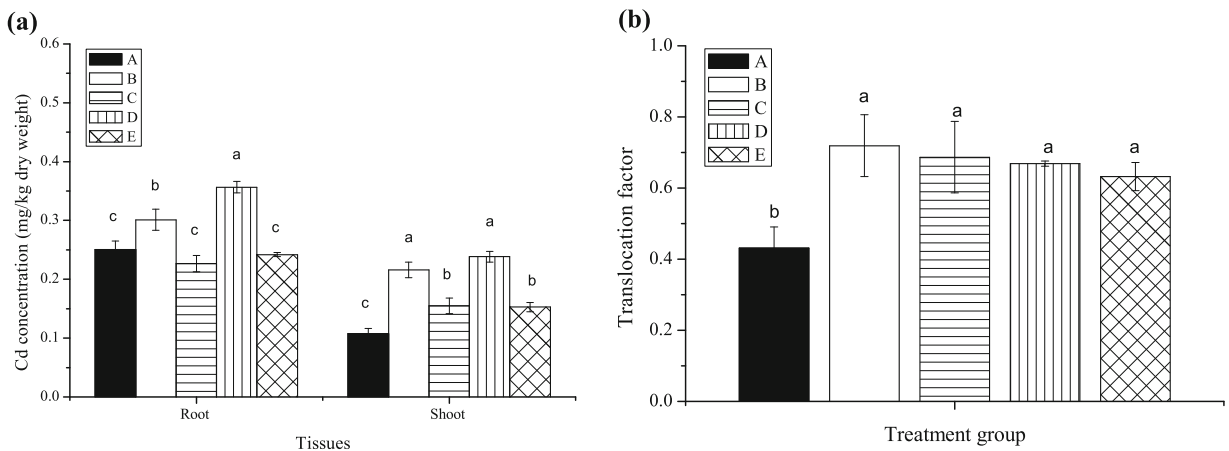 (a)
Cd concentration (mg/kg dry weight)
0.6
0.5
0.4
0.3
0.2
0.1
0.0
A
B
C
D
E
c
b
c
a
c
c
a
b
a
b
Root
Shoot
Tissues
(b)
Translocation factor
1.0
0.8
0.6
0.4
0.2
0.0
A
B
C
D
E
b
a
a
a
a
Treatment group